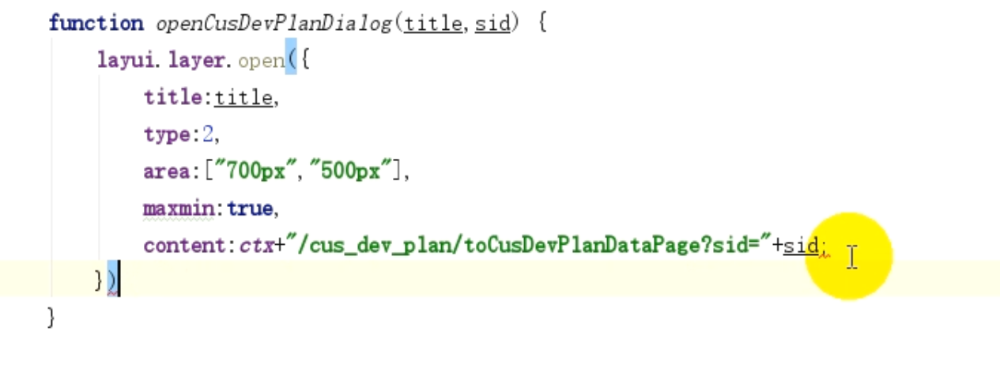 function openCusDevPlanDialog(title,sid) {
layui.layer.open({
title:title,
type:2,
area:["700px","500px"],
maxmin:true,
content:ctx+"/cus_dev_plan/toCusDevPlanDataPage?sid="+sid;
})
}